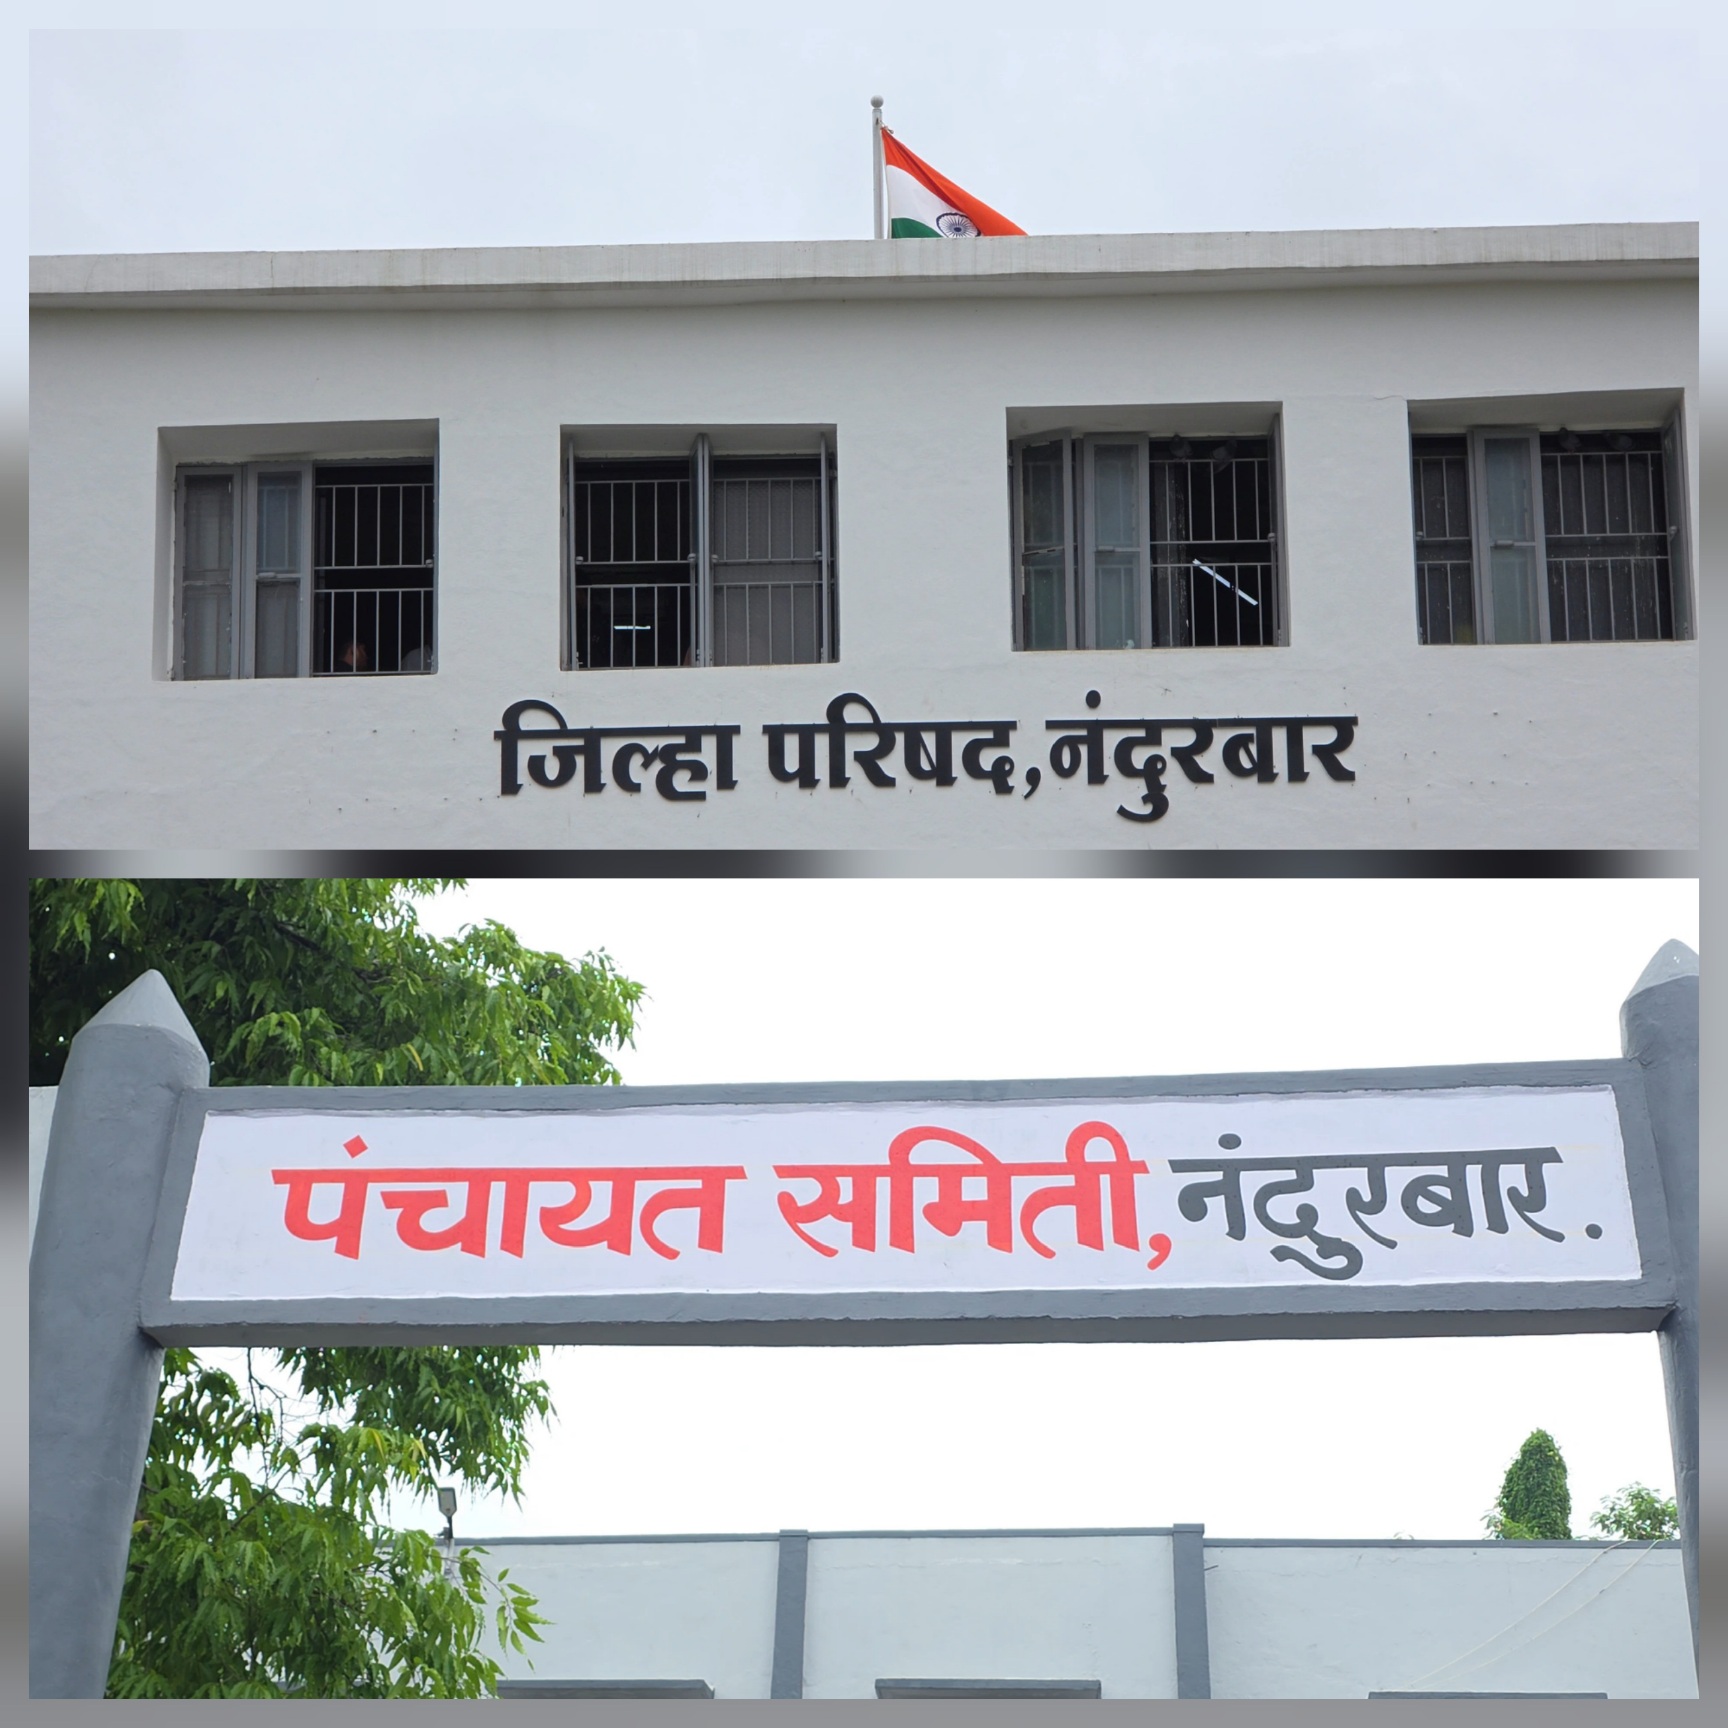 जिल्हा परिषद,नंदुरबार
पंचायत समिती,नंदुरबार.